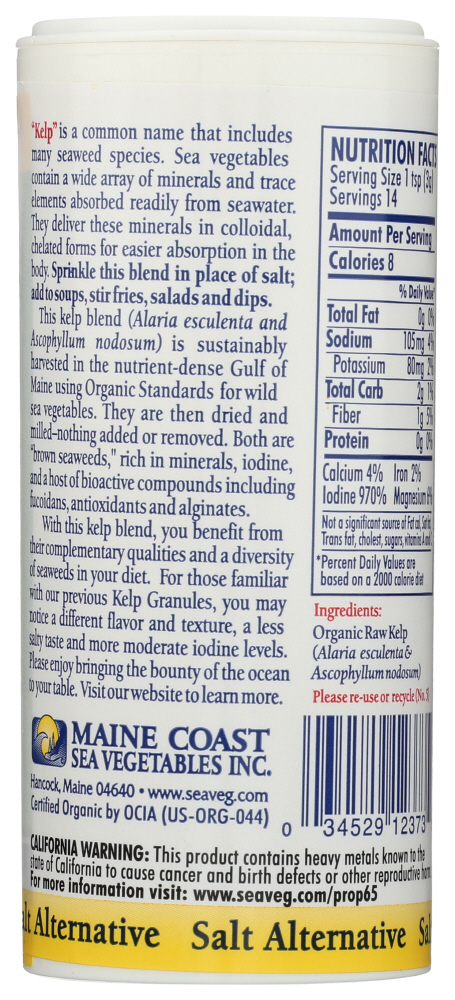 "Kelp" is a common name that includes
many seaweed species. Sea vegetables
contain a wide array of minerals and trace
elements absorbed readily from seawater.
They deliver these minerals in colloidal,
chelated forms for easier absorption in the
body. Sprinkle this blend in place of salt;
add to soups, stir fries, salads and dips.
This kelp blend (Alaria esculenta and
Ascophyllum nodosum) is sustainably
harvested in the nutrient-dense Gulf of
Maine using Organic Standards for wild
sea vegetables. They are then dried and
milled–nothing added or removed. Both are
"brown seaweeds," rich in minerals, iodine,
and a host of bioactive compounds including
fucoidans, antioxidants and alginates.
With this kelp blend, you benefit from
their complementary qualities and a diversity
of seaweeds in your diet. For those familiar
with our previous Kelp Granules, you may
notice a different flavor and texture, a less
salty taste and more moderate iodine levels.
Please enjoy bringing the bounty of the ocean
to your table. Visit our website to learn more.
MAINE COAST
SEA VEGETABLES INC.
Hancock, Maine 04640 • www.seaveg.com
Certified Organic by OCIA (US-ORG-044)
NUTRITION FACTS
Serving Size 1 tsp (3g)
Servings 14
Amount Per Serving
Calories 8
% Daily Value*
Total Fat 0g 0%
Sodium 105mg 4%
Potassium 80mg 2%
Total Carb 2g 1%
Fiber 1g 5%
Protein 0g 0%
Calcium 4% Iron 2%
Iodine 970% Magnesium 6%
Not a significant source of Fat cal, Sat fat,
Trans fat, cholest, sugars, vitamin A and
*Percent Daily Values are
based on a 2000 calorie diet
Ingredients:
Organic Raw Kelp
(Alaria esculenta &
Ascophyllum nodosum)
Please re-use or recycle (No. 5)
0 34529 12373
CALIFORNIA WARNING: This product contains heavy metals known to the
state of California to cause cancer and birth defects or other reproductive harm
For more information visit: www.seaveg.com/prop65
lt Alternative Salt Alternative Sa